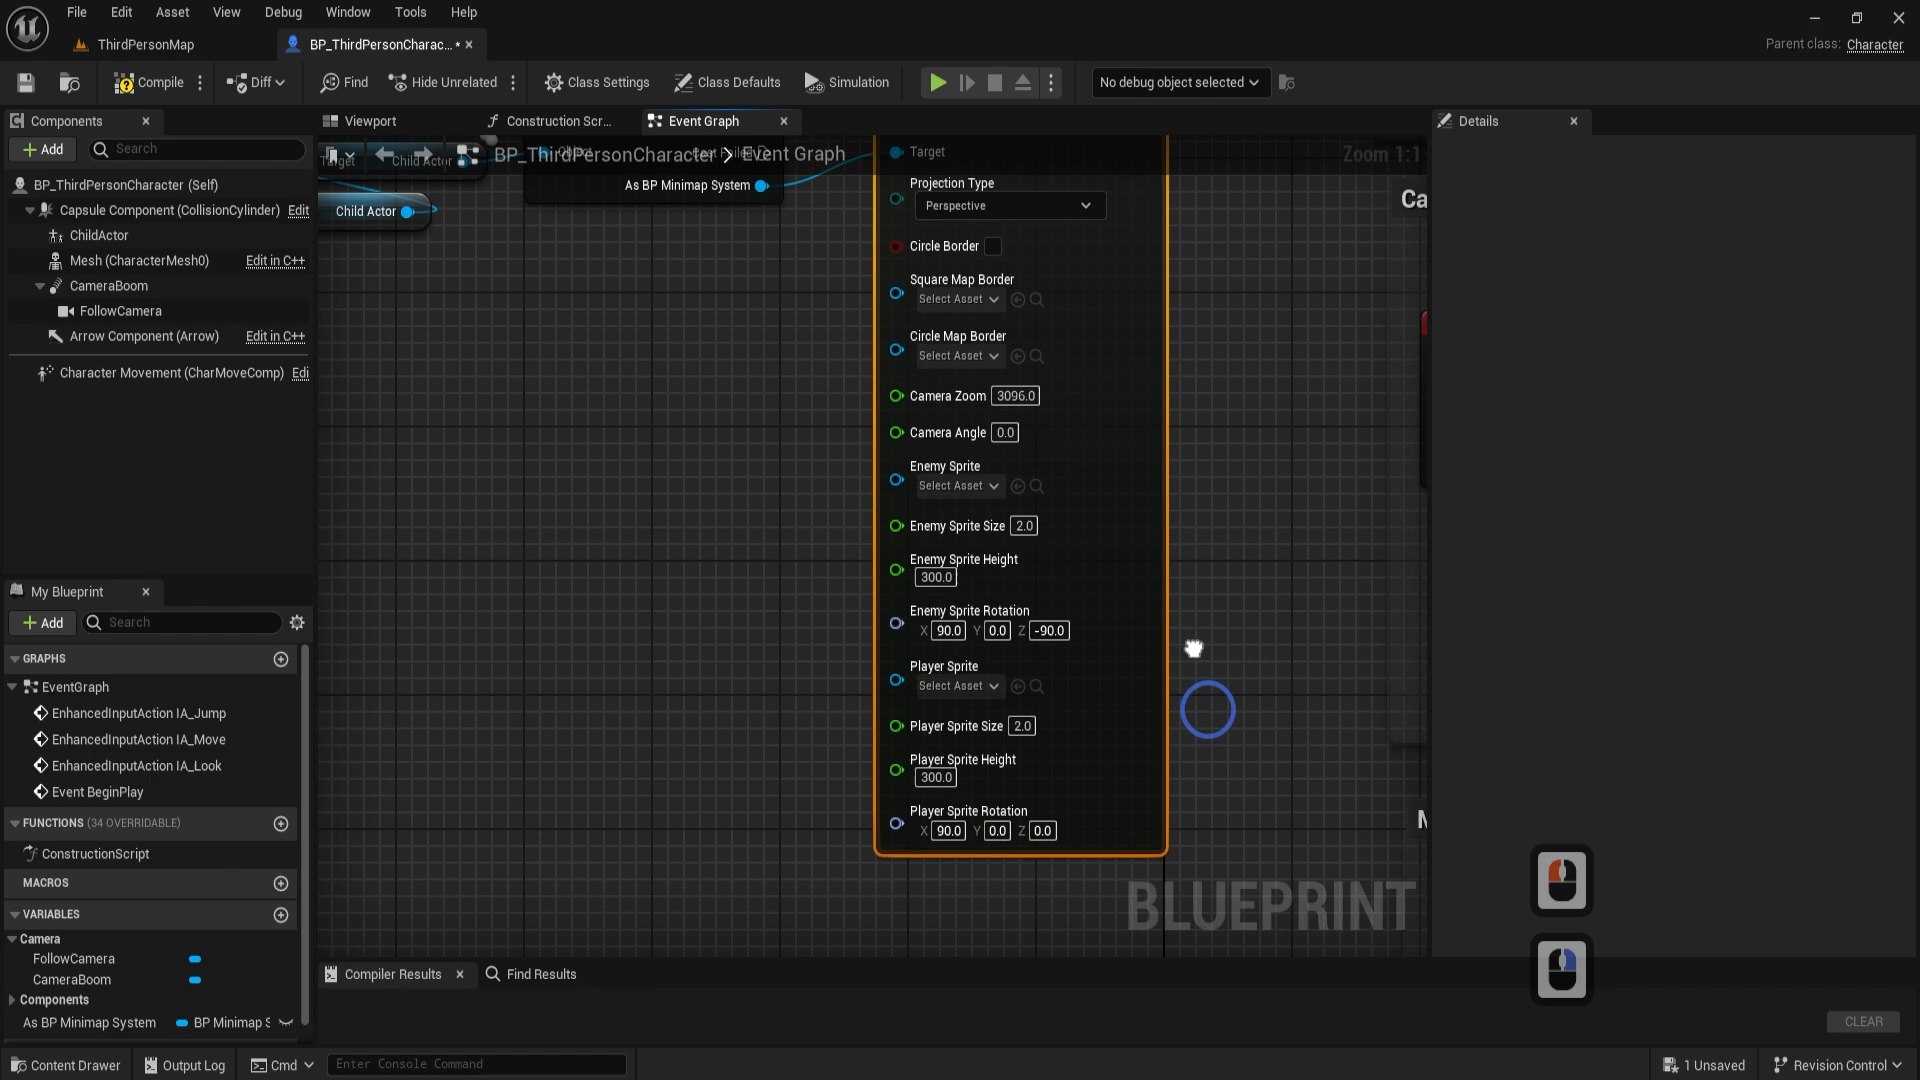 File Edit Asset View Debug Window Tools Help
ThirdPersonMap
BP_ThirdPersonCharac... •
Parent class: Character
Compile
Diff
Find
Hide Unrelated
Class Settings
Class Defaults
Simulation
No debug object selected
Components
Add
Search
BP_ThirdPersonCharacter (Self)
Capsule Component (CollisionCylinder) Edit
ChildActor
Mesh (CharacterMesh0) Edit in C++
CameraBoom
FollowCamera
Arrow Component (Arrow) Edit in C++
Character Movement (CharMoveComp) Edi
My Blueprint
Add
Search
GRAPHS
EventGraph
EnhancedInputAction IA_Jump
EnhancedInputAction IA_Move
EnhancedInputAction IA_Look
Event BeginPlay
FUNCTIONS (34 OVERRIDABLE)
ConstructionScript
MACROS
VARIABLES
Camera
FollowCamera
CameraBoom
Components
As BP Minimap System BP Minimap S
Viewport
Construction Scr...
Event Graph
BP_ThirdPersonCharacter > Event Graph
Zoom 1:1
Target Child Actor
Object
As BP Minimap System
Child Actor
Target
Projection Type
Perspective
Circle Border
Square Map Border
Select Asset
Circle Map Border
Select Asset
Camera Zoom 3096.0
Camera Angle 0.0
Enemy Sprite
Select Asset
Enemy Sprite Size 2.0
Enemy Sprite Height
300.0
Enemy Sprite Rotation
X 90.0 Y 0.0 Z -90.0
Player Sprite
Select Asset
Player Sprite Size 2.0
Player Sprite Height
300.0
Player Sprite Rotation
X 90.0 Y 0.0 Z 0.0
Ca
BLUEPRINT
Details
Compiler Results
Find Results
CLEAR
Content Drawer
Output Log
Cmd
Enter Console Command
1 Unsaved
Revision Control